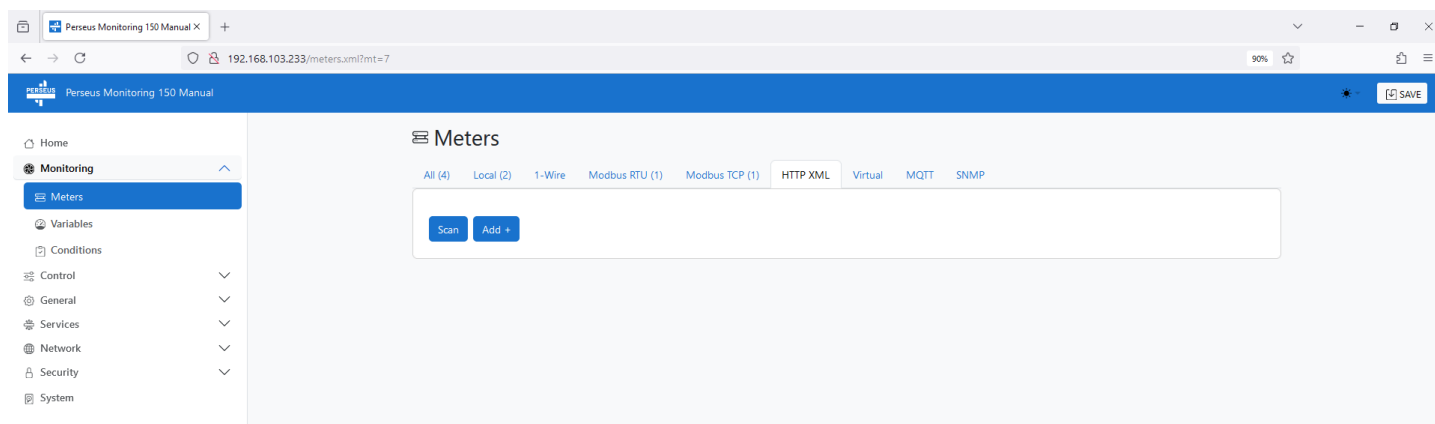 Perseus Monitoring 150 Manual
192.168.103.233/meters.xml?mt=7
90%
PERSEUS
Perseus Monitoring 150 Manual
SAVE
Home
Monitoring
Meters
Variables
Conditions
Control
General
Services
Network
Security
System
Meters
All (4) Local (2) 1-Wire Modbus RTU (1) Modbus TCP (1) HTTP XML Virtual MQTT SNMP
Scan Add +